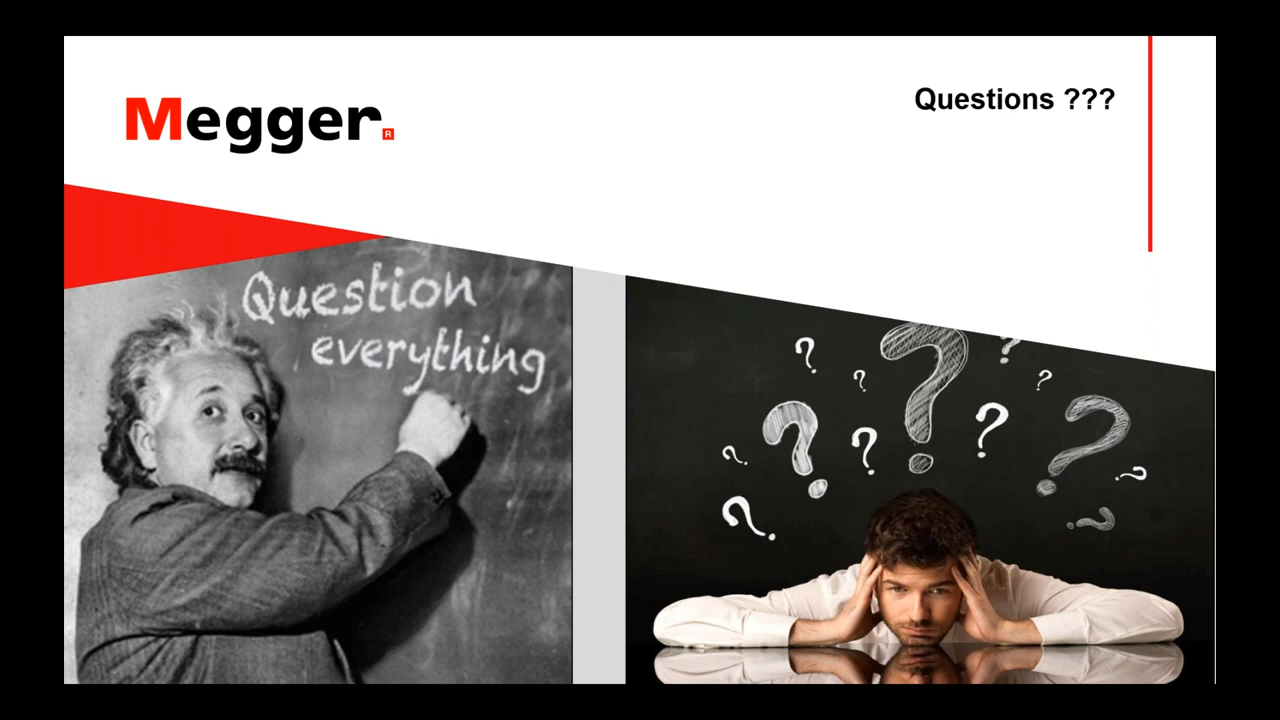 Megger.
R
Questions ???
Question
everything
? ? ? ? ? ? ? ? ? ? ? ? ?